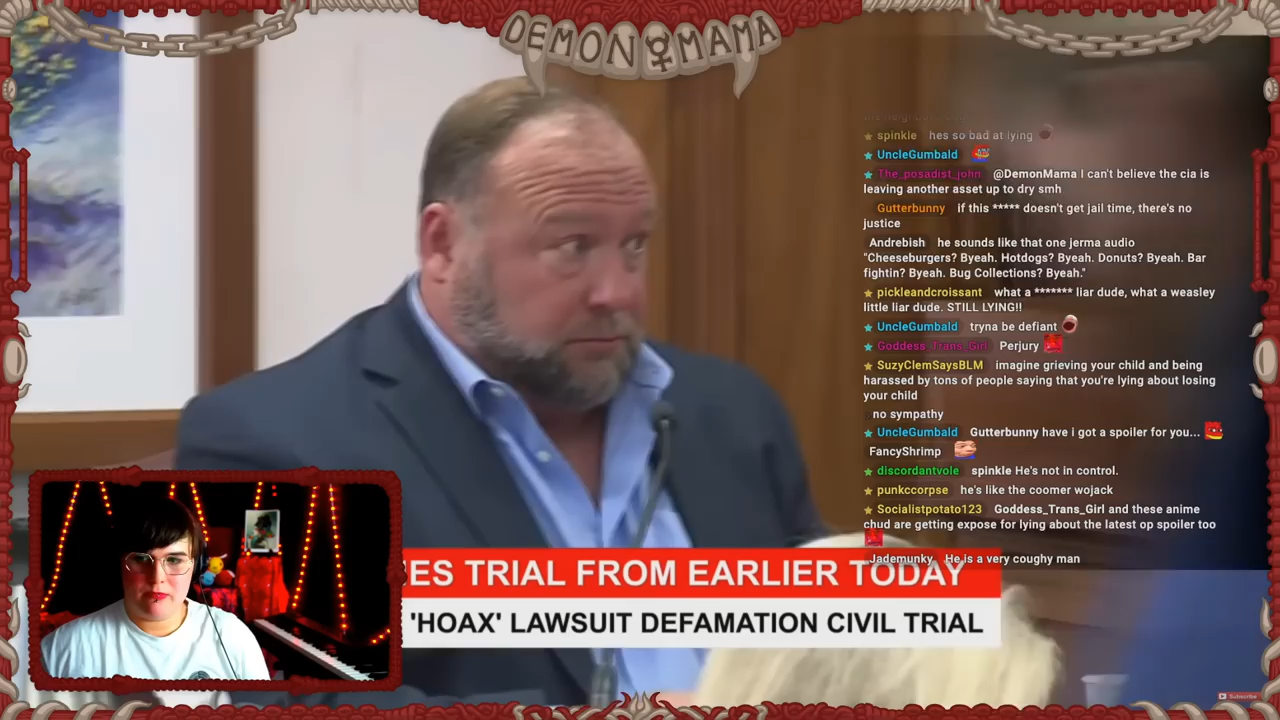 DEMON MAMA
spinkle hes so bad at lying
UncleGumbald
The_posadist_john @DemonMama I can't believe the cia is
leaving another asset up to dry smh
Gutterbunny if this ***** doesn't get jail time, there's no
justice
Andrebish he sounds like that one jerma audio
"Cheeseburgers? Byeah. Hotdogs? Byeah. Donuts? Byeah. Bar
fightin? Byeah. Bug Collections? Byeah."
pickleandcroissant what a ******* liar dude, what a weasley
little liar dude. STILL LYING!!
UncleGumbald tryna be defiant
Goddess_Trans_Girl Perjury
SuzyClemSaysBLM imagine grieving your child and being
harassed by tons of people saying that you're lying about losing
your child
no sympathy
UncleGumbald Gutterbunny have i got a spoiler for you...
FancyShrimp
discordantvole spinkle He's not in control.
punkccorpse he's like the coomer wojack
Socialistpotato123 Goddess_Trans_Girl and these anime
chud are getting expose for lying about the latest op spoiler too
Jademunky He is a very coughy man
ES TRIAL FROM EARLIER TODAY
'HOAX' LAWSUIT DEFAMATION CIVIL TRIAL
Subscribe